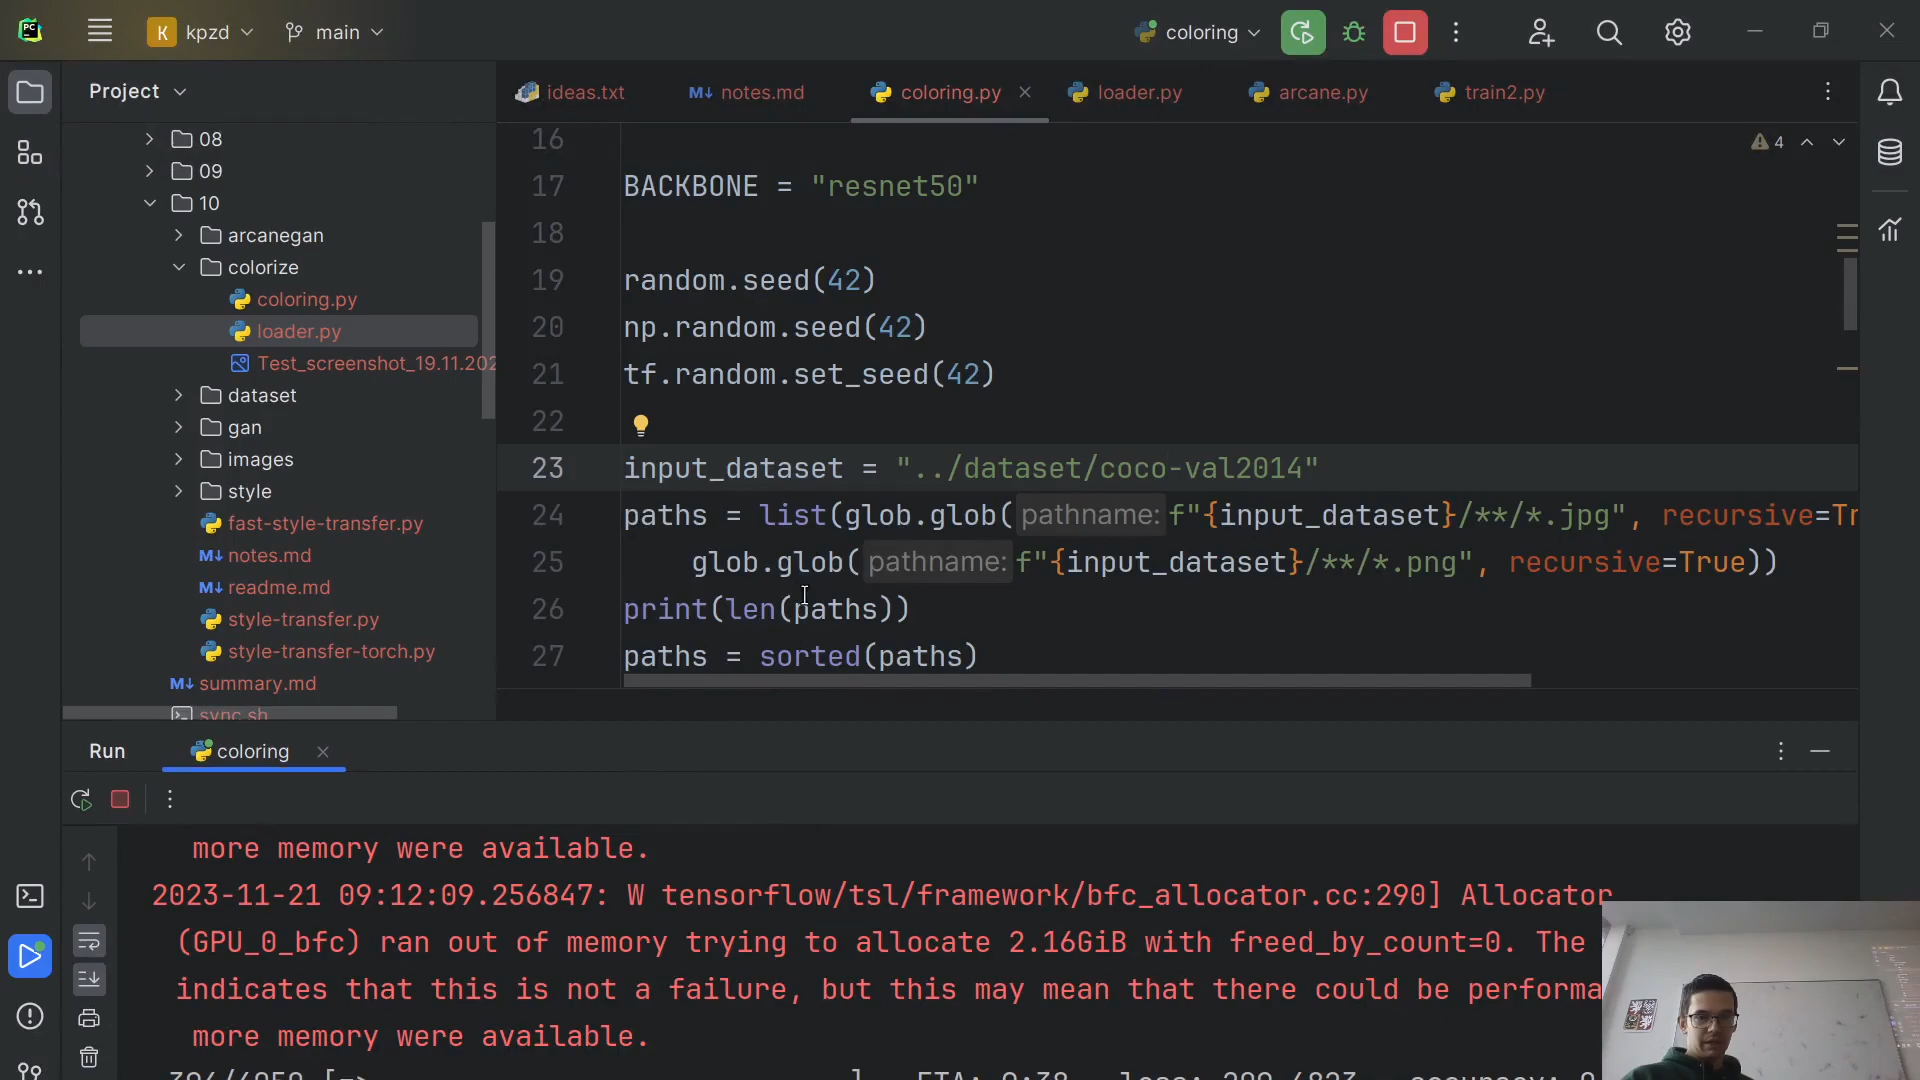 PC
K kpzd
main
coloring
Project
08
09
10
arcanegan
colorize
coloring.py
loader.py
Test_screenshot_19.11.202
dataset
gan
images
style
fast-style-transfer.py
M↓ notes.md
M↓ readme.md
style-transfer.py
style-transfer-torch.py
M↓ summary.md
sync.sh
ideas.txt
M↓ notes.md
coloring.py
loader.py
arcane.py
train2.py
4
16
17 BACKBONE = "resnet50"
18
19 random.seed(42)
20 np.random.seed(42)
21 tf.random.set_seed(42)
22
23 input_dataset = "../dataset/coco-val2014"
24 paths = list(glob.glob( pathname: f"{input_dataset}/**/*.jpg", recursive=Tr
25 glob.glob( pathname: f"{input_dataset}/**/*.png", recursive=True))
26 print(len(paths))
27 paths = sorted(paths)
Run
coloring
more memory were available.
2023-11-21 09:12:09.256847: W tensorflow/tsl/framework/bfc_allocator.cc:290] Allocator
(GPU_0_bfc) ran out of memory trying to allocate 2.16GiB with freed_by_count=0. The
indicates that this is not a failure, but this may mean that there could be performa
more memory were available.